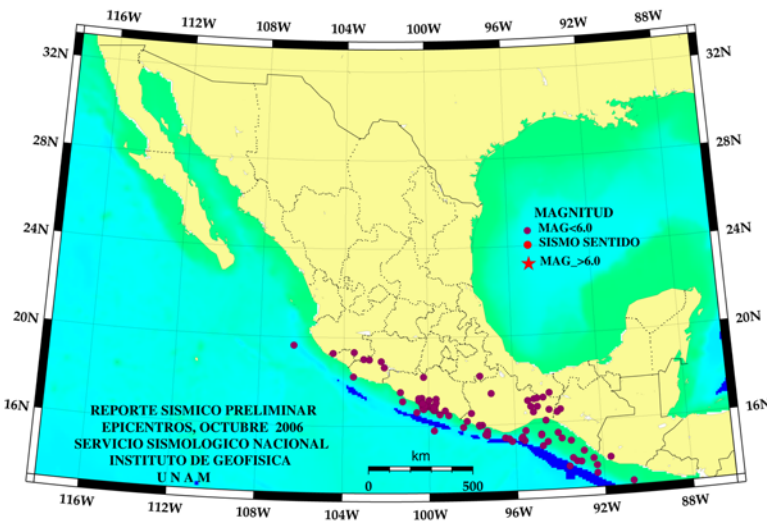 116W 112W 108W 104W 100W 96W 92W 88W
32N 32N
28N 28N
24N 24N
20N 20N
16N 16N
MAGNITUD
MAG<6.0
SISMO SENTIDO
MAG_>6.0
REPORTE SISMICO PRELIMINAR
EPICENTROS, OCTUBRE 2006
SERVICIO SISMOLOGICO NACIONAL
INSTITUTO DE GEOFISICA
U N A M
km
0 500
116W 112W 108W 104W 100W 96W 92W 88W